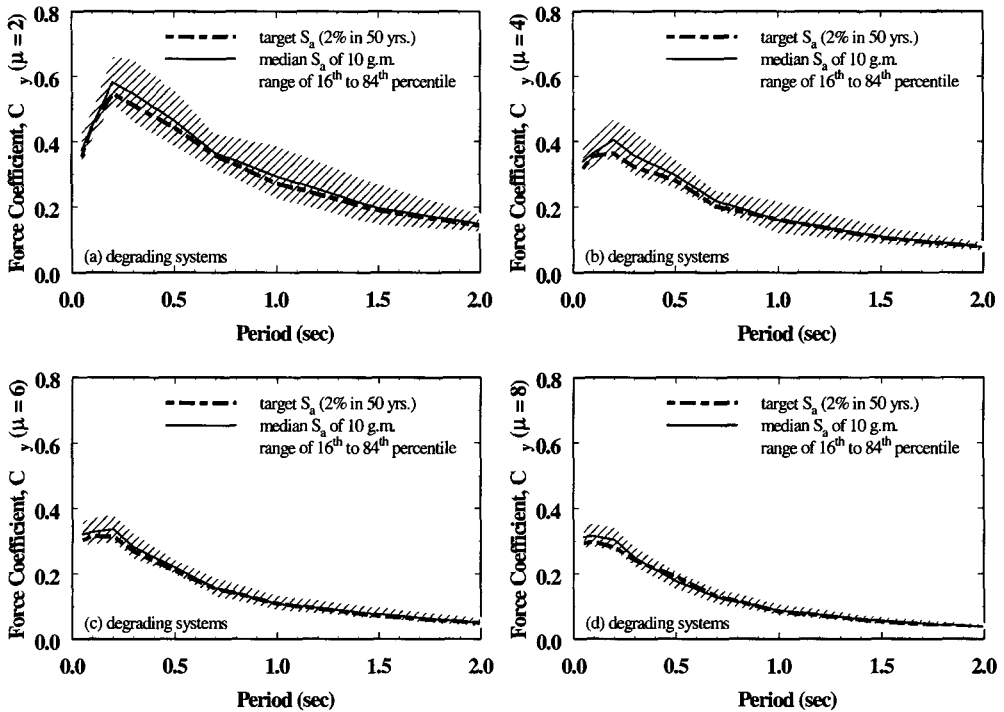 Force Coefficient, C y (μ = 2)
0.8
0.6
0.4
0.2
0.0
target Sa (2% in 50 yrs.)
median Sa of 10 g.m.
range of 16th to 84th percentile
(a) degrading systems
0.0 0.5 1.0 1.5 2.0
Period (sec)
Force Coefficient, C y (μ = 4)
0.8
0.6
0.4
0.2
0.0
target Sa (2% in 50 yrs.)
median Sa of 10 g.m.
range of 16th to 84th percentile
(b) degrading systems
0.0 0.5 1.0 1.5 2.0
Period (sec)
Force Coefficient, C y (μ = 6)
0.8
0.6
0.4
0.2
0.0
target Sa (2% in 50 yrs.)
median Sa of 10 g.m.
range of 16th to 84th percentile
(c) degrading systems
0.0 0.5 1.0 1.5 2.0
Period (sec)
Force Coefficient, C y (μ = 8)
0.8
0.6
0.4
0.2
0.0
target Sa (2% in 50 yrs.)
median Sa of 10 g.m.
range of 16th to 84th percentile
(d) degrading systems
0.0 0.5 1.0 1.5 2.0
Period (sec)